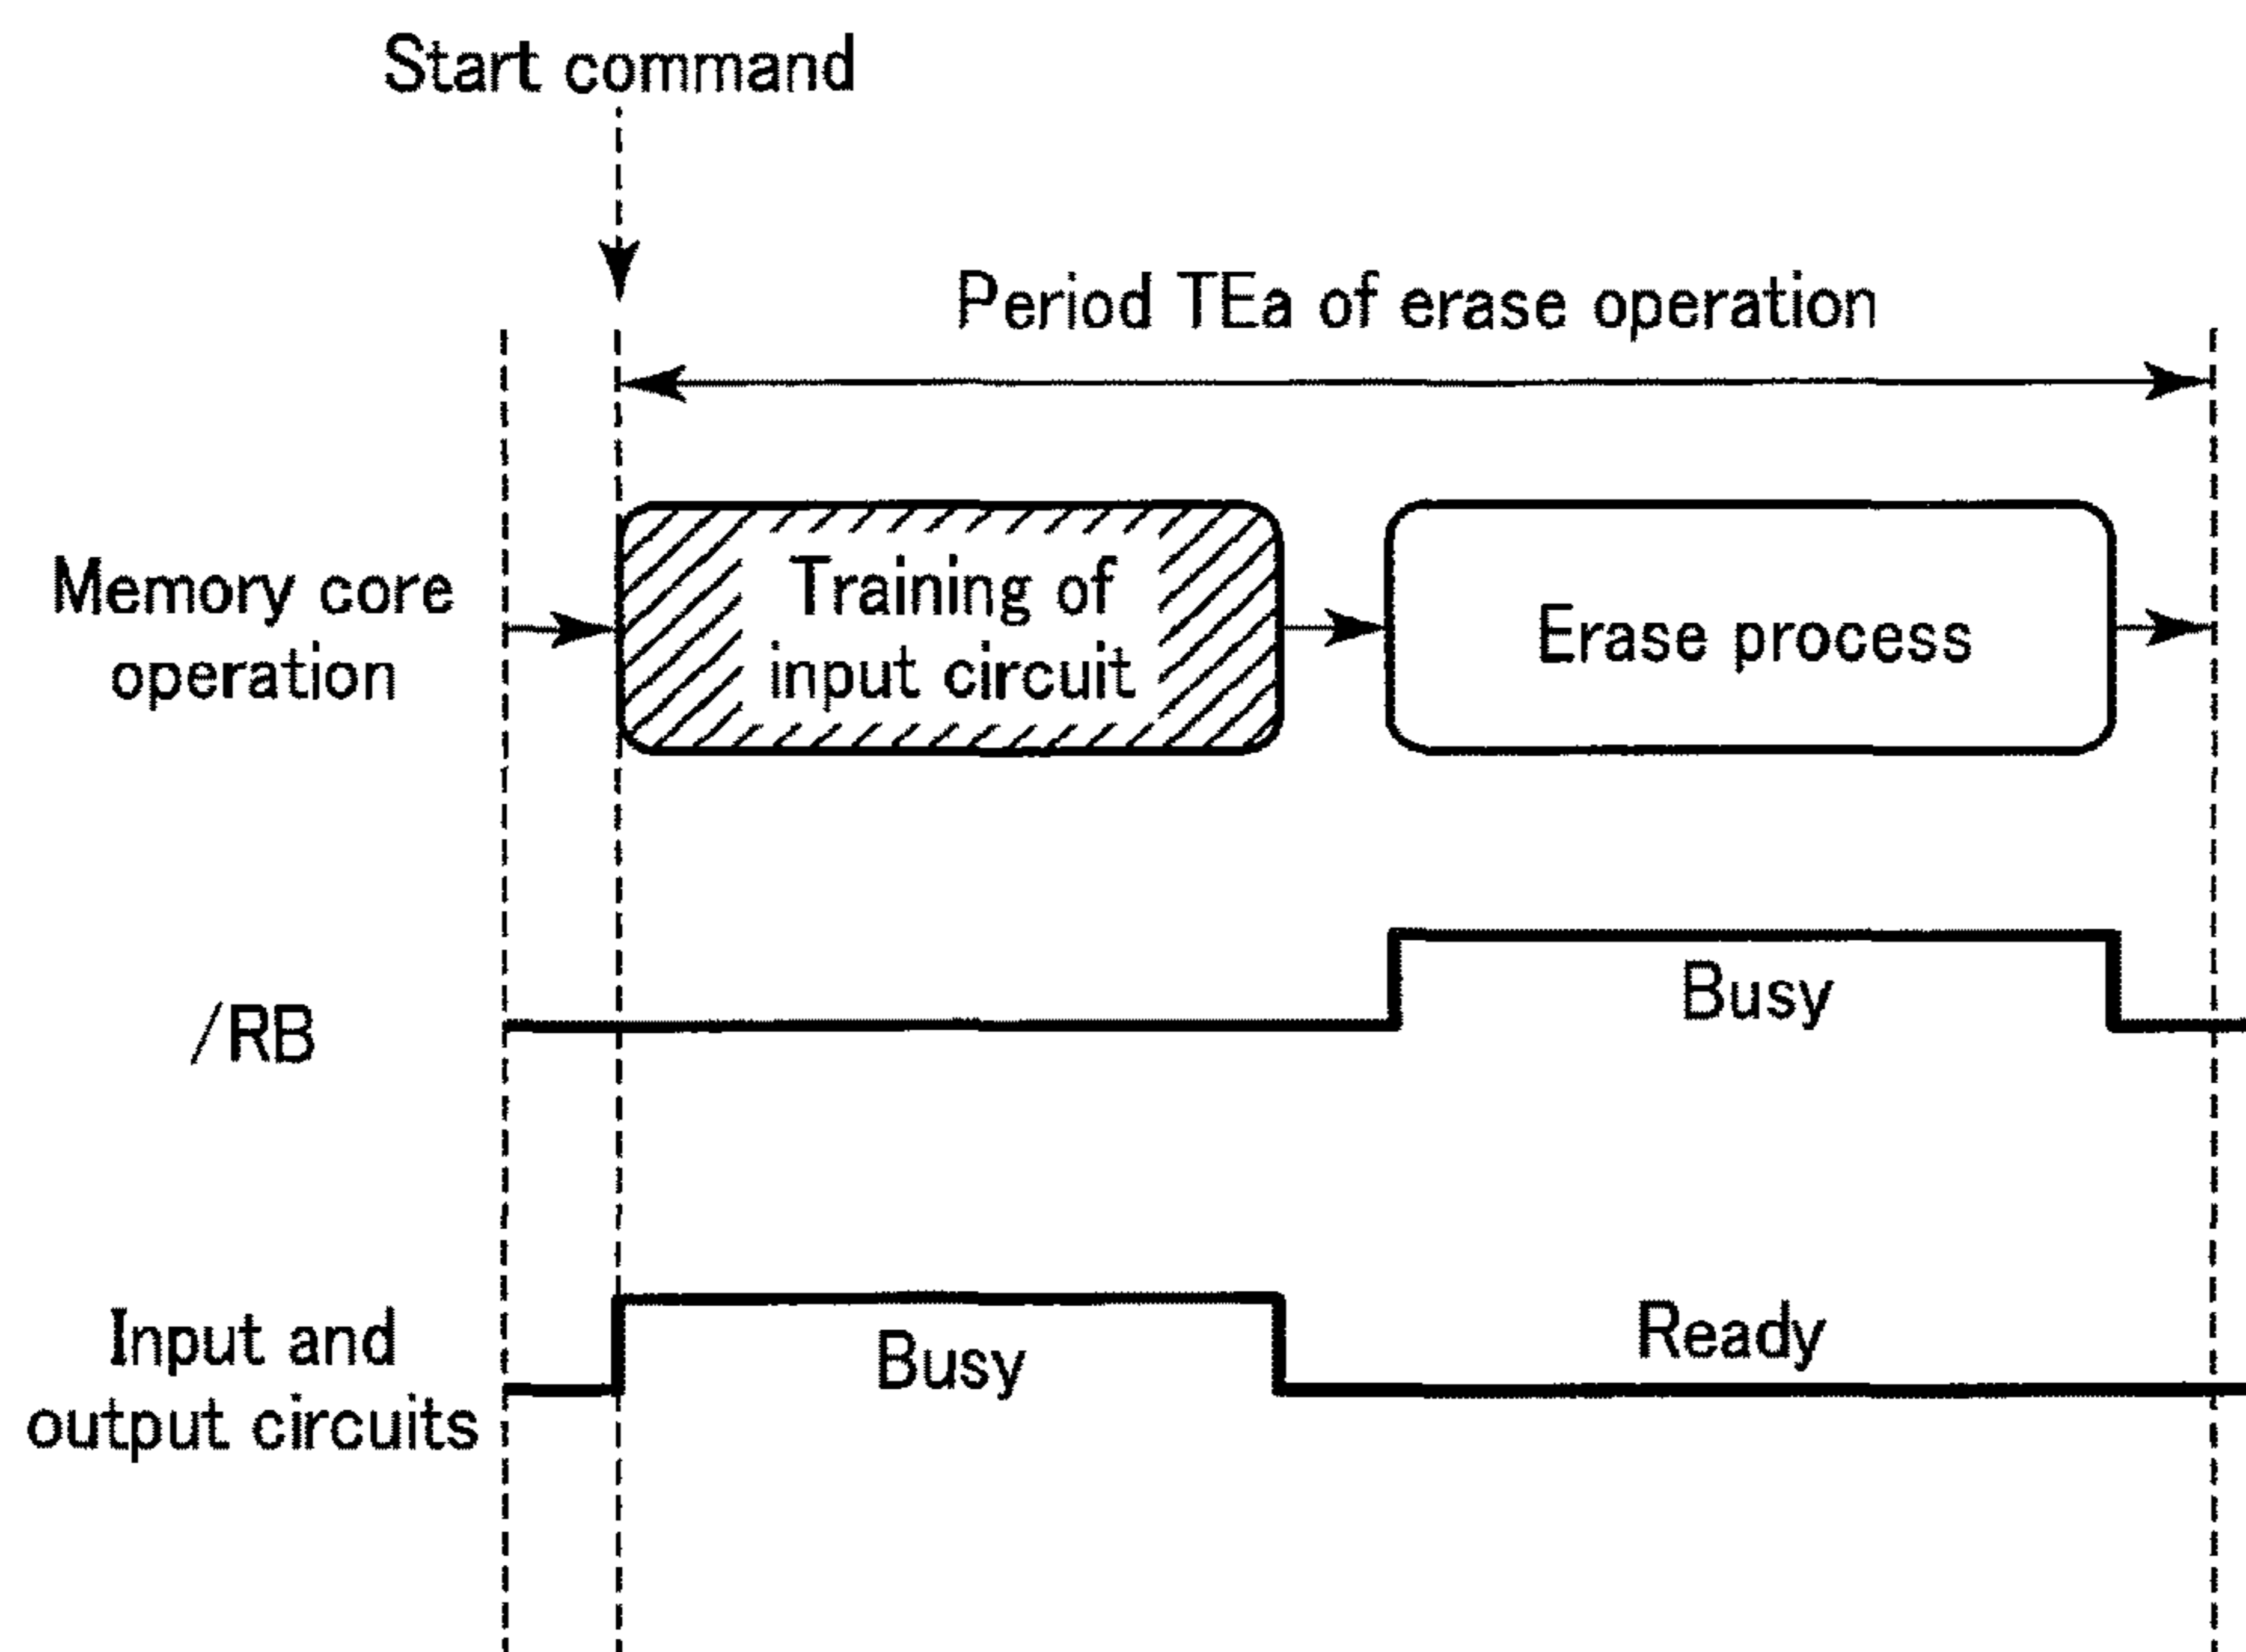 Start command
Period TEa of erase operation
Memory core
operation
Training of
input circuit
Erase process
/RB
Busy
Input and
output circuits
Busy
Ready